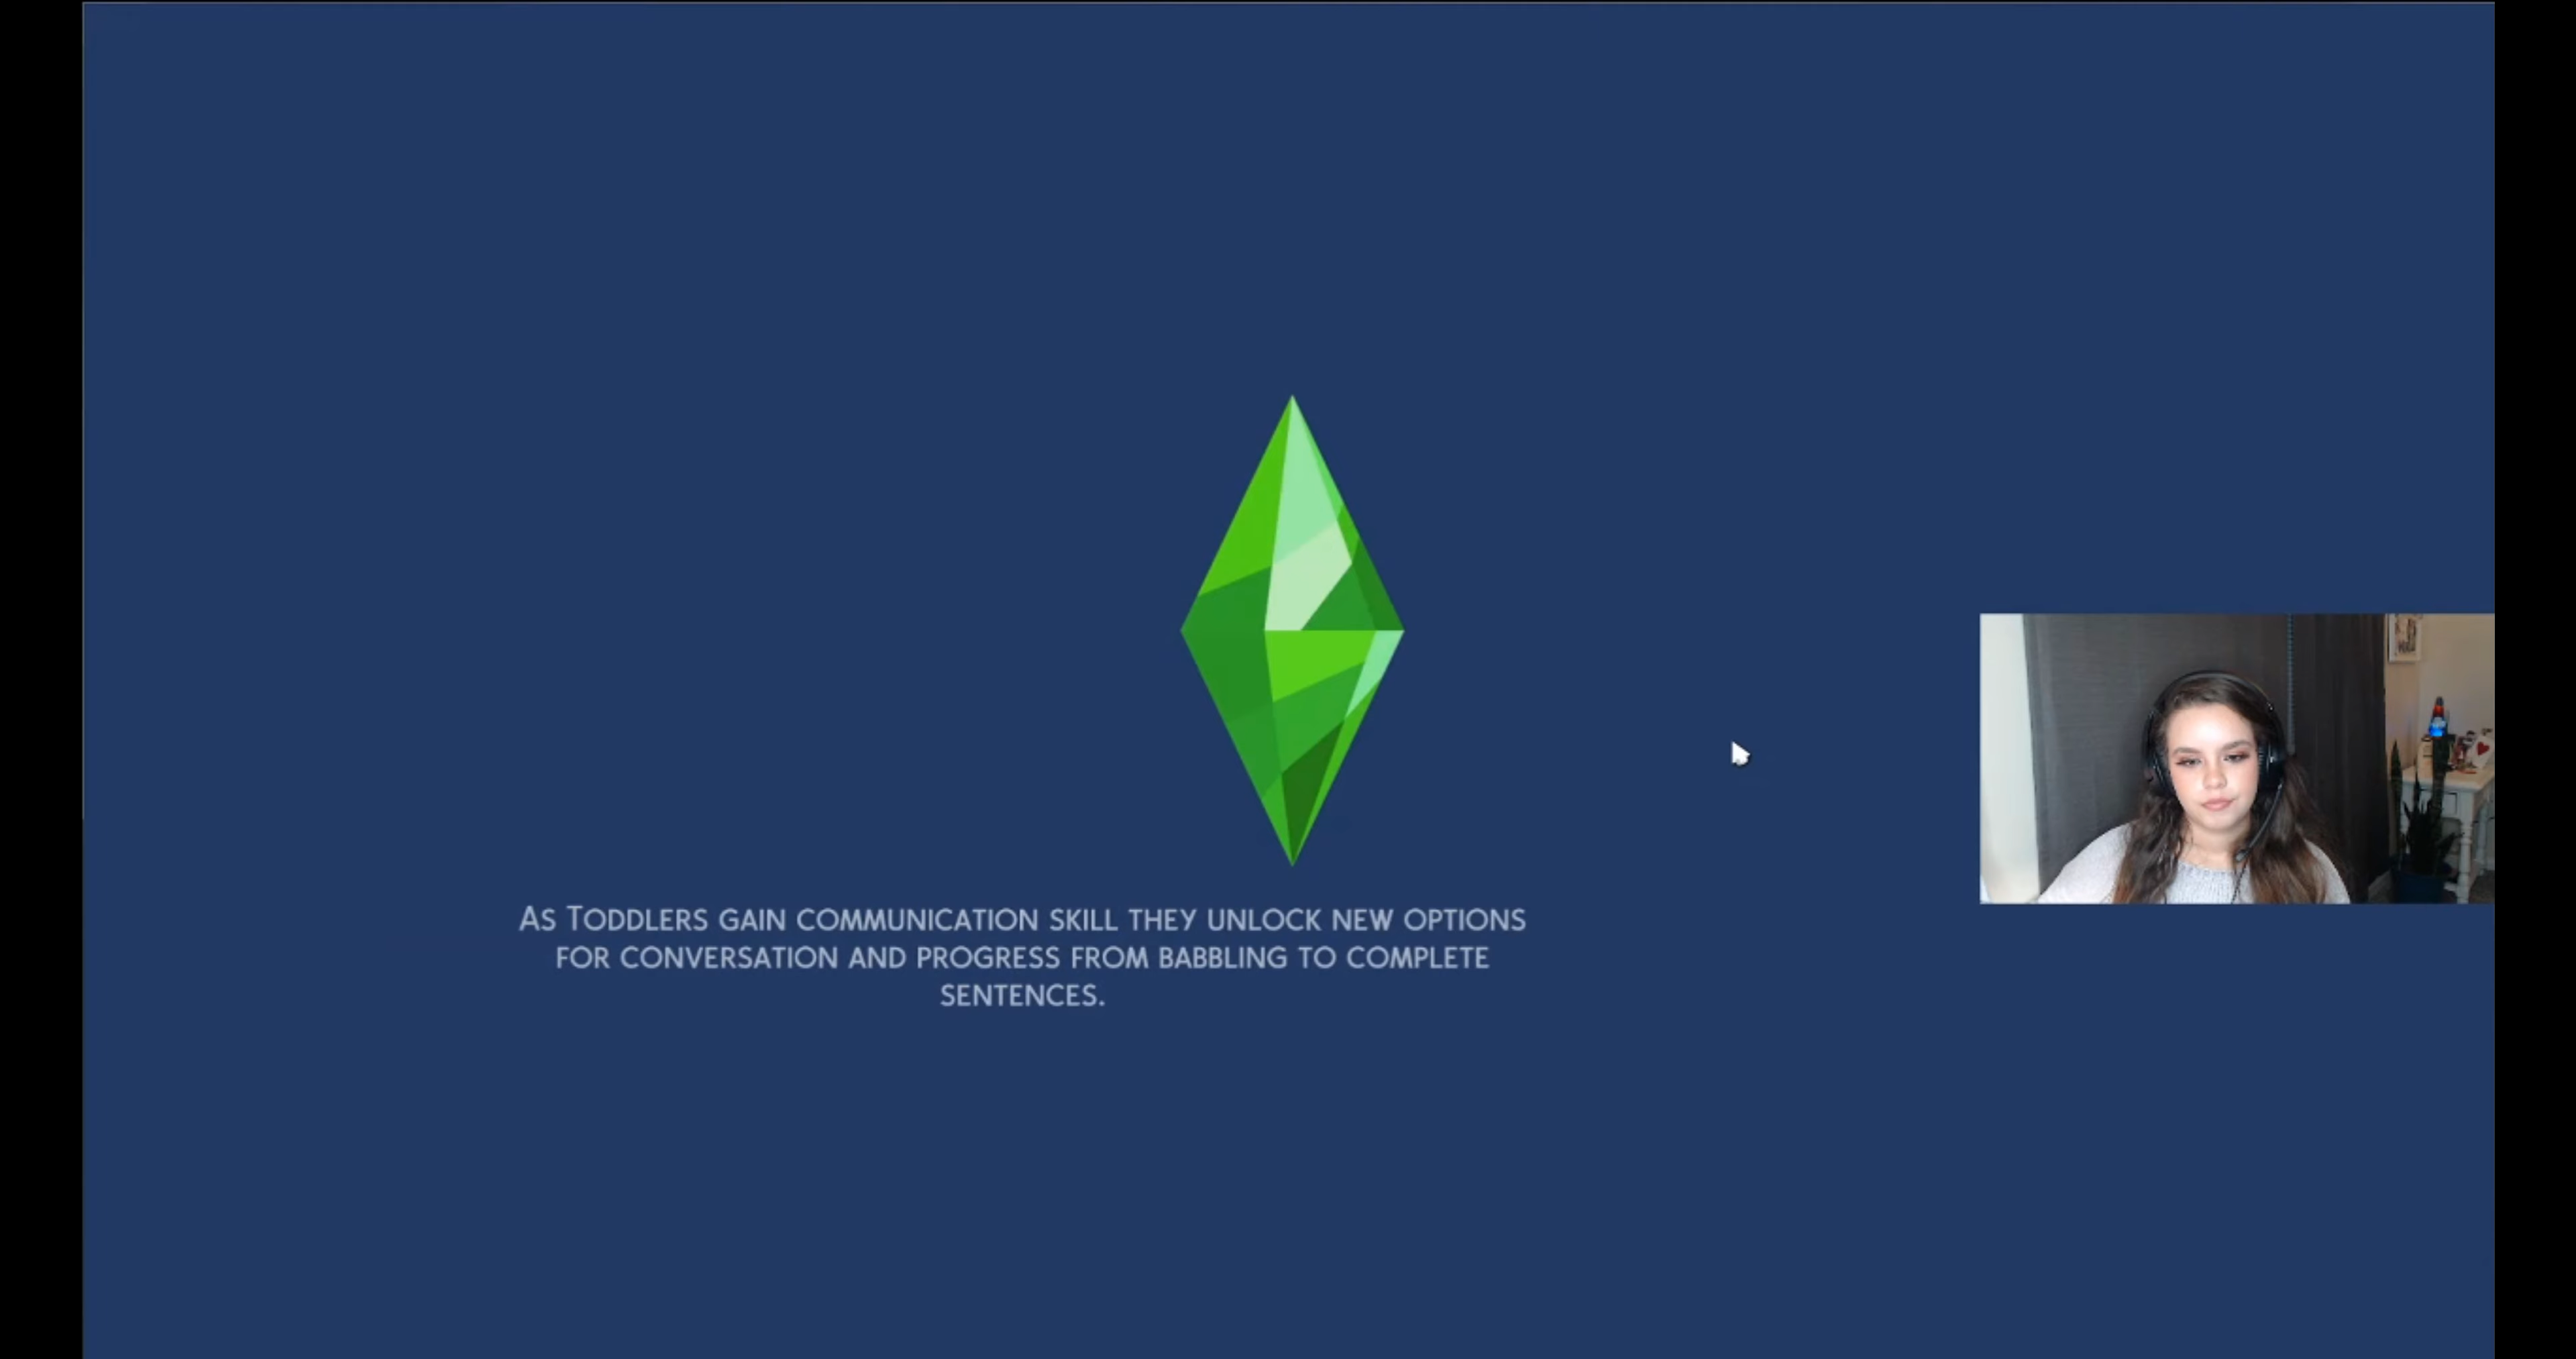 As Toddlers gain communication skill they unlock new options
for conversation and progress from babbling to complete
sentences.